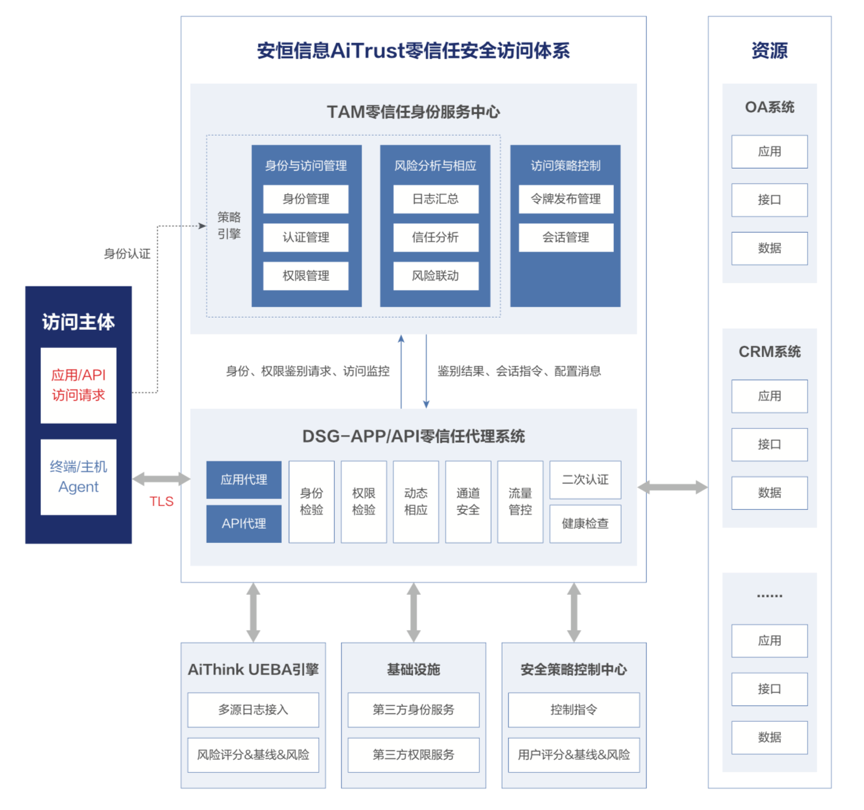 安恒信息AiTrust零信任安全访问体系
TAM零信任身份服务中心
策略
引擎
身份与访问管理
身份管理
认证管理
权限管理
风险分析与相应
日志汇总
信任分析
风险联动
访问策略控制
令牌发布管理
会话管理
身份认证
访问主体
应用/API
访问请求
终端/主机
Agent
TLS
身份、权限鉴别请求、访问监控
鉴别结果、会话指令、配置消息
DSG-APP/API零信任代理系统
应用代理
API代理
身份
检验
权限
检验
动态
相应
通道
安全
流量
管控
二次认证
健康检查
AiThink UEBA引擎
多源日志接入
风险评分&基线&风险
基础设施
第三方身份服务
第三方权限服务
安全策略控制中心
控制指令
用户评分&基线&风险
资源
OA系统
应用
接口
数据
CRM系统
应用
接口
数据
......
应用
接口
数据